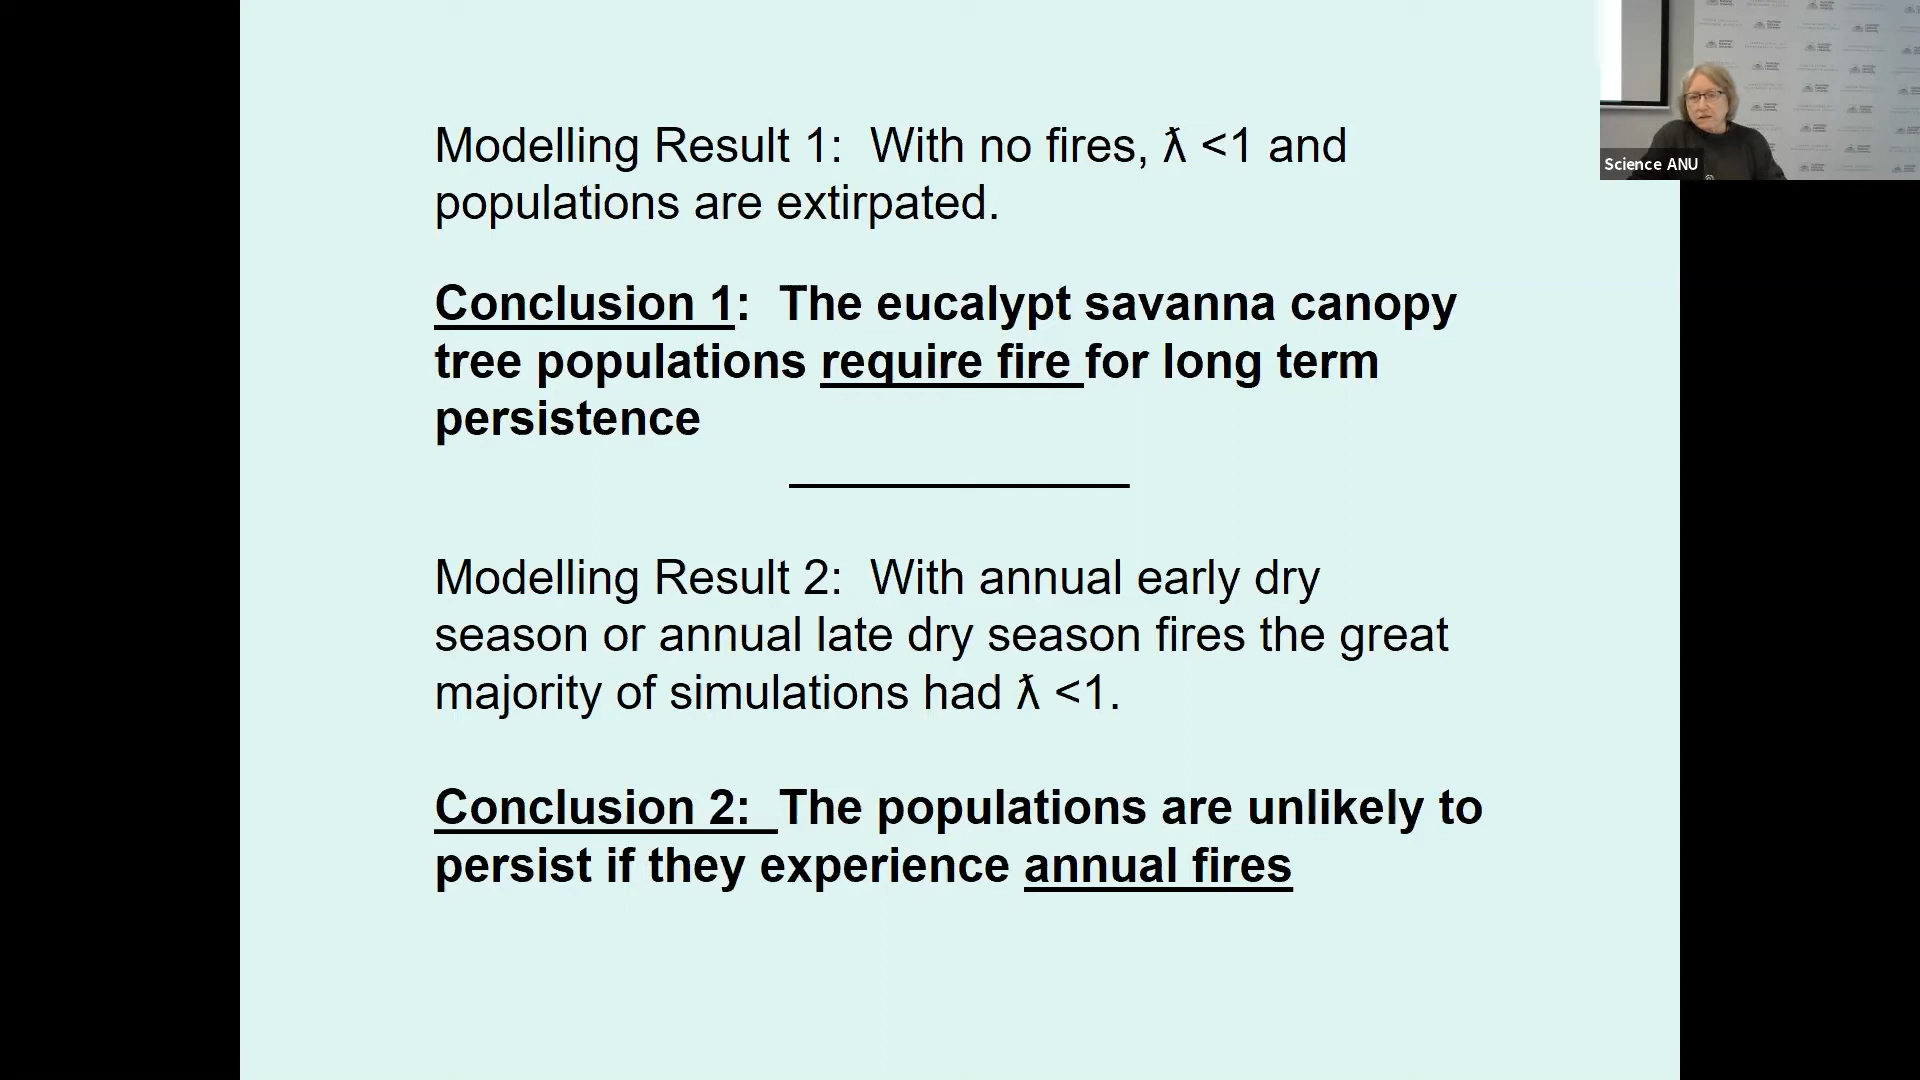 Modelling Result 1:  With no fires, ƛ <1 and
populations are extirpated.
Conclusion 1:  The eucalypt savanna canopy
tree populations require fire for long term
persistence
Modelling Result 2:  With annual early dry
season or annual late dry season fires the great
majority of simulations had ƛ <1.
Conclusion 2:  The populations are unlikely to
persist if they experience annual fires
Science ANU